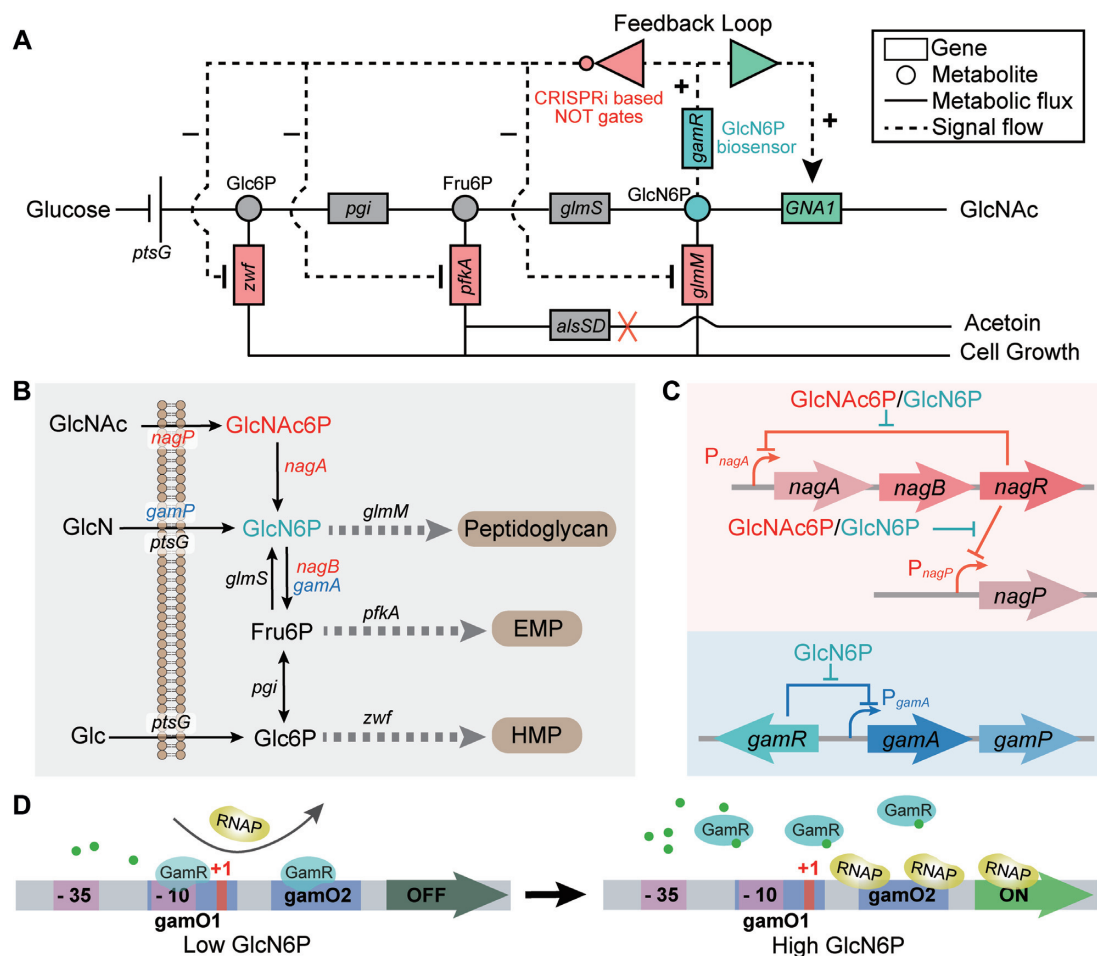 A
Feedback Loop
Gene
Metabolite
Metabolic flux
Signal flow
CRISPRi based
NOT gates
+
gamR
GlcN6P
biosensor
+
–
–
–
Glucose
ptsG
Glc6P
pgi
Fru6P
glmS
GlcN6P
GNA1
GlcNAc
zwf
pfkA
glmM
alsSD
Acetoin
Cell Growth
B
GlcNAc
nagP
GlcNAc6P
nagA
GlcN
gamP
ptsG
GlcN6P
glmM
Peptidoglycan
glmS
nagB
gamA
Fru6P
pfkA
EMP
pgi
Glc
ptsG
Glc6P
zwf
HMP
C
GlcNAc6P/GlcN6P
PnagA
nagA
nagB
nagR
GlcNAc6P/GlcN6P
PnagP
nagP
GlcN6P
PgamA
gamR
gamA
gamP
D
RNAP
GamR
+1
GamR
- 35
- 10
gamO2
OFF
gamO1
Low GlcN6P
GamR
GamR
GamR
+1
RNAP
RNAP
RNAP
- 35
- 10
gamO2
ON
gamO1
High GlcN6P